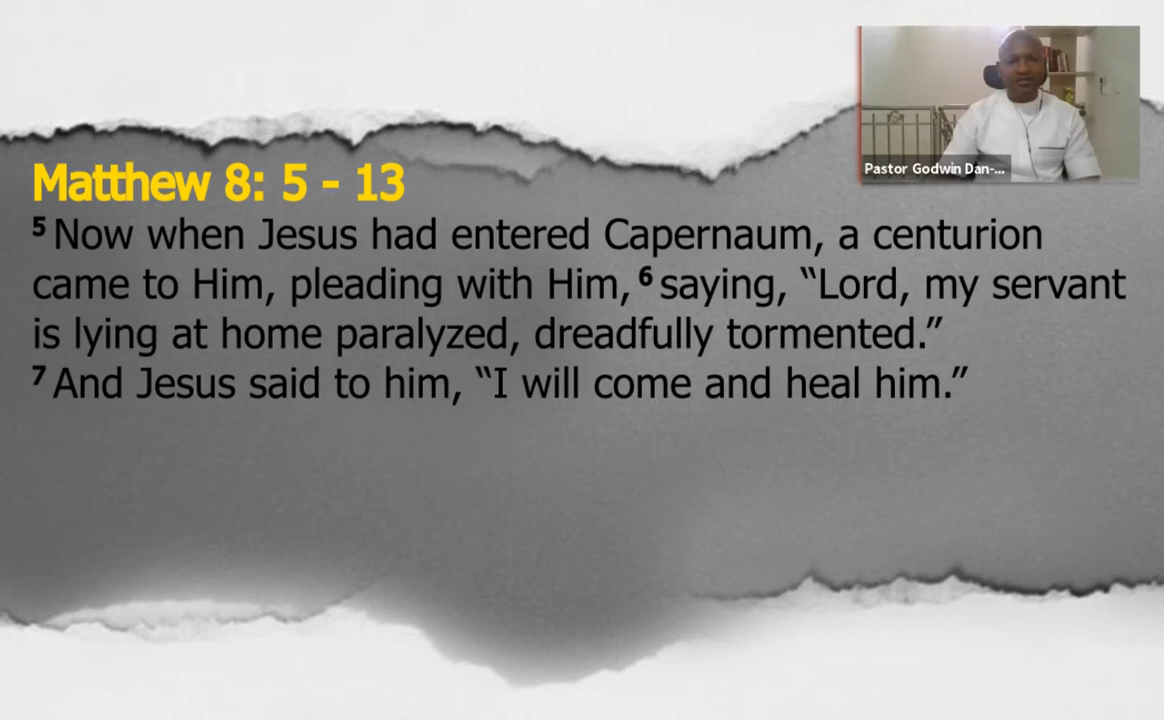 Pastor Godwin Dan-...
Matthew 8: 5 - 13
⁵ Now when Jesus had entered Capernaum, a centurion
came to Him, pleading with Him, ⁶ saying, “Lord, my servant
is lying at home paralyzed, dreadfully tormented.”
⁷ And Jesus said to him, “I will come and heal him.”